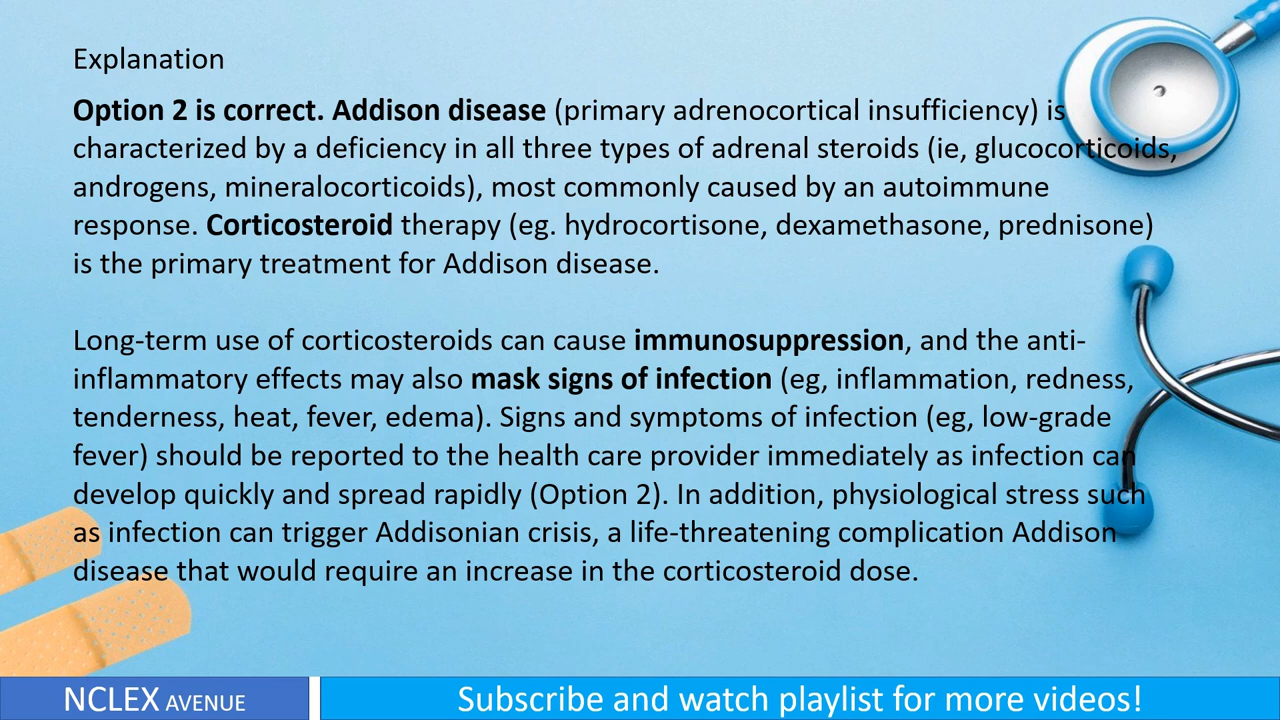 Explanation
Option 2 is correct. Addison disease (primary adrenocortical insufficiency) is
characterized by a deficiency in all three types of adrenal steroids (ie, glucocorticoids,
androgens, mineralocorticoids), most commonly caused by an autoimmune
response. Corticosteroid therapy (eg. hydrocortisone, dexamethasone, prednisone)
is the primary treatment for Addison disease.
Long-term use of corticosteroids can cause immunosuppression, and the anti-
inflammatory effects may also mask signs of infection (eg, inflammation, redness,
tenderness, heat, fever, edema). Signs and symptoms of infection (eg, low-grade
fever) should be reported to the health care provider immediately as infection can
develop quickly and spread rapidly (Option 2). In addition, physiological stress such
as infection can trigger Addisonian crisis, a life-threatening complication Addison
disease that would require an increase in the corticosteroid dose.
NCLEX AVENUE
Subscribe and watch playlist for more videos!